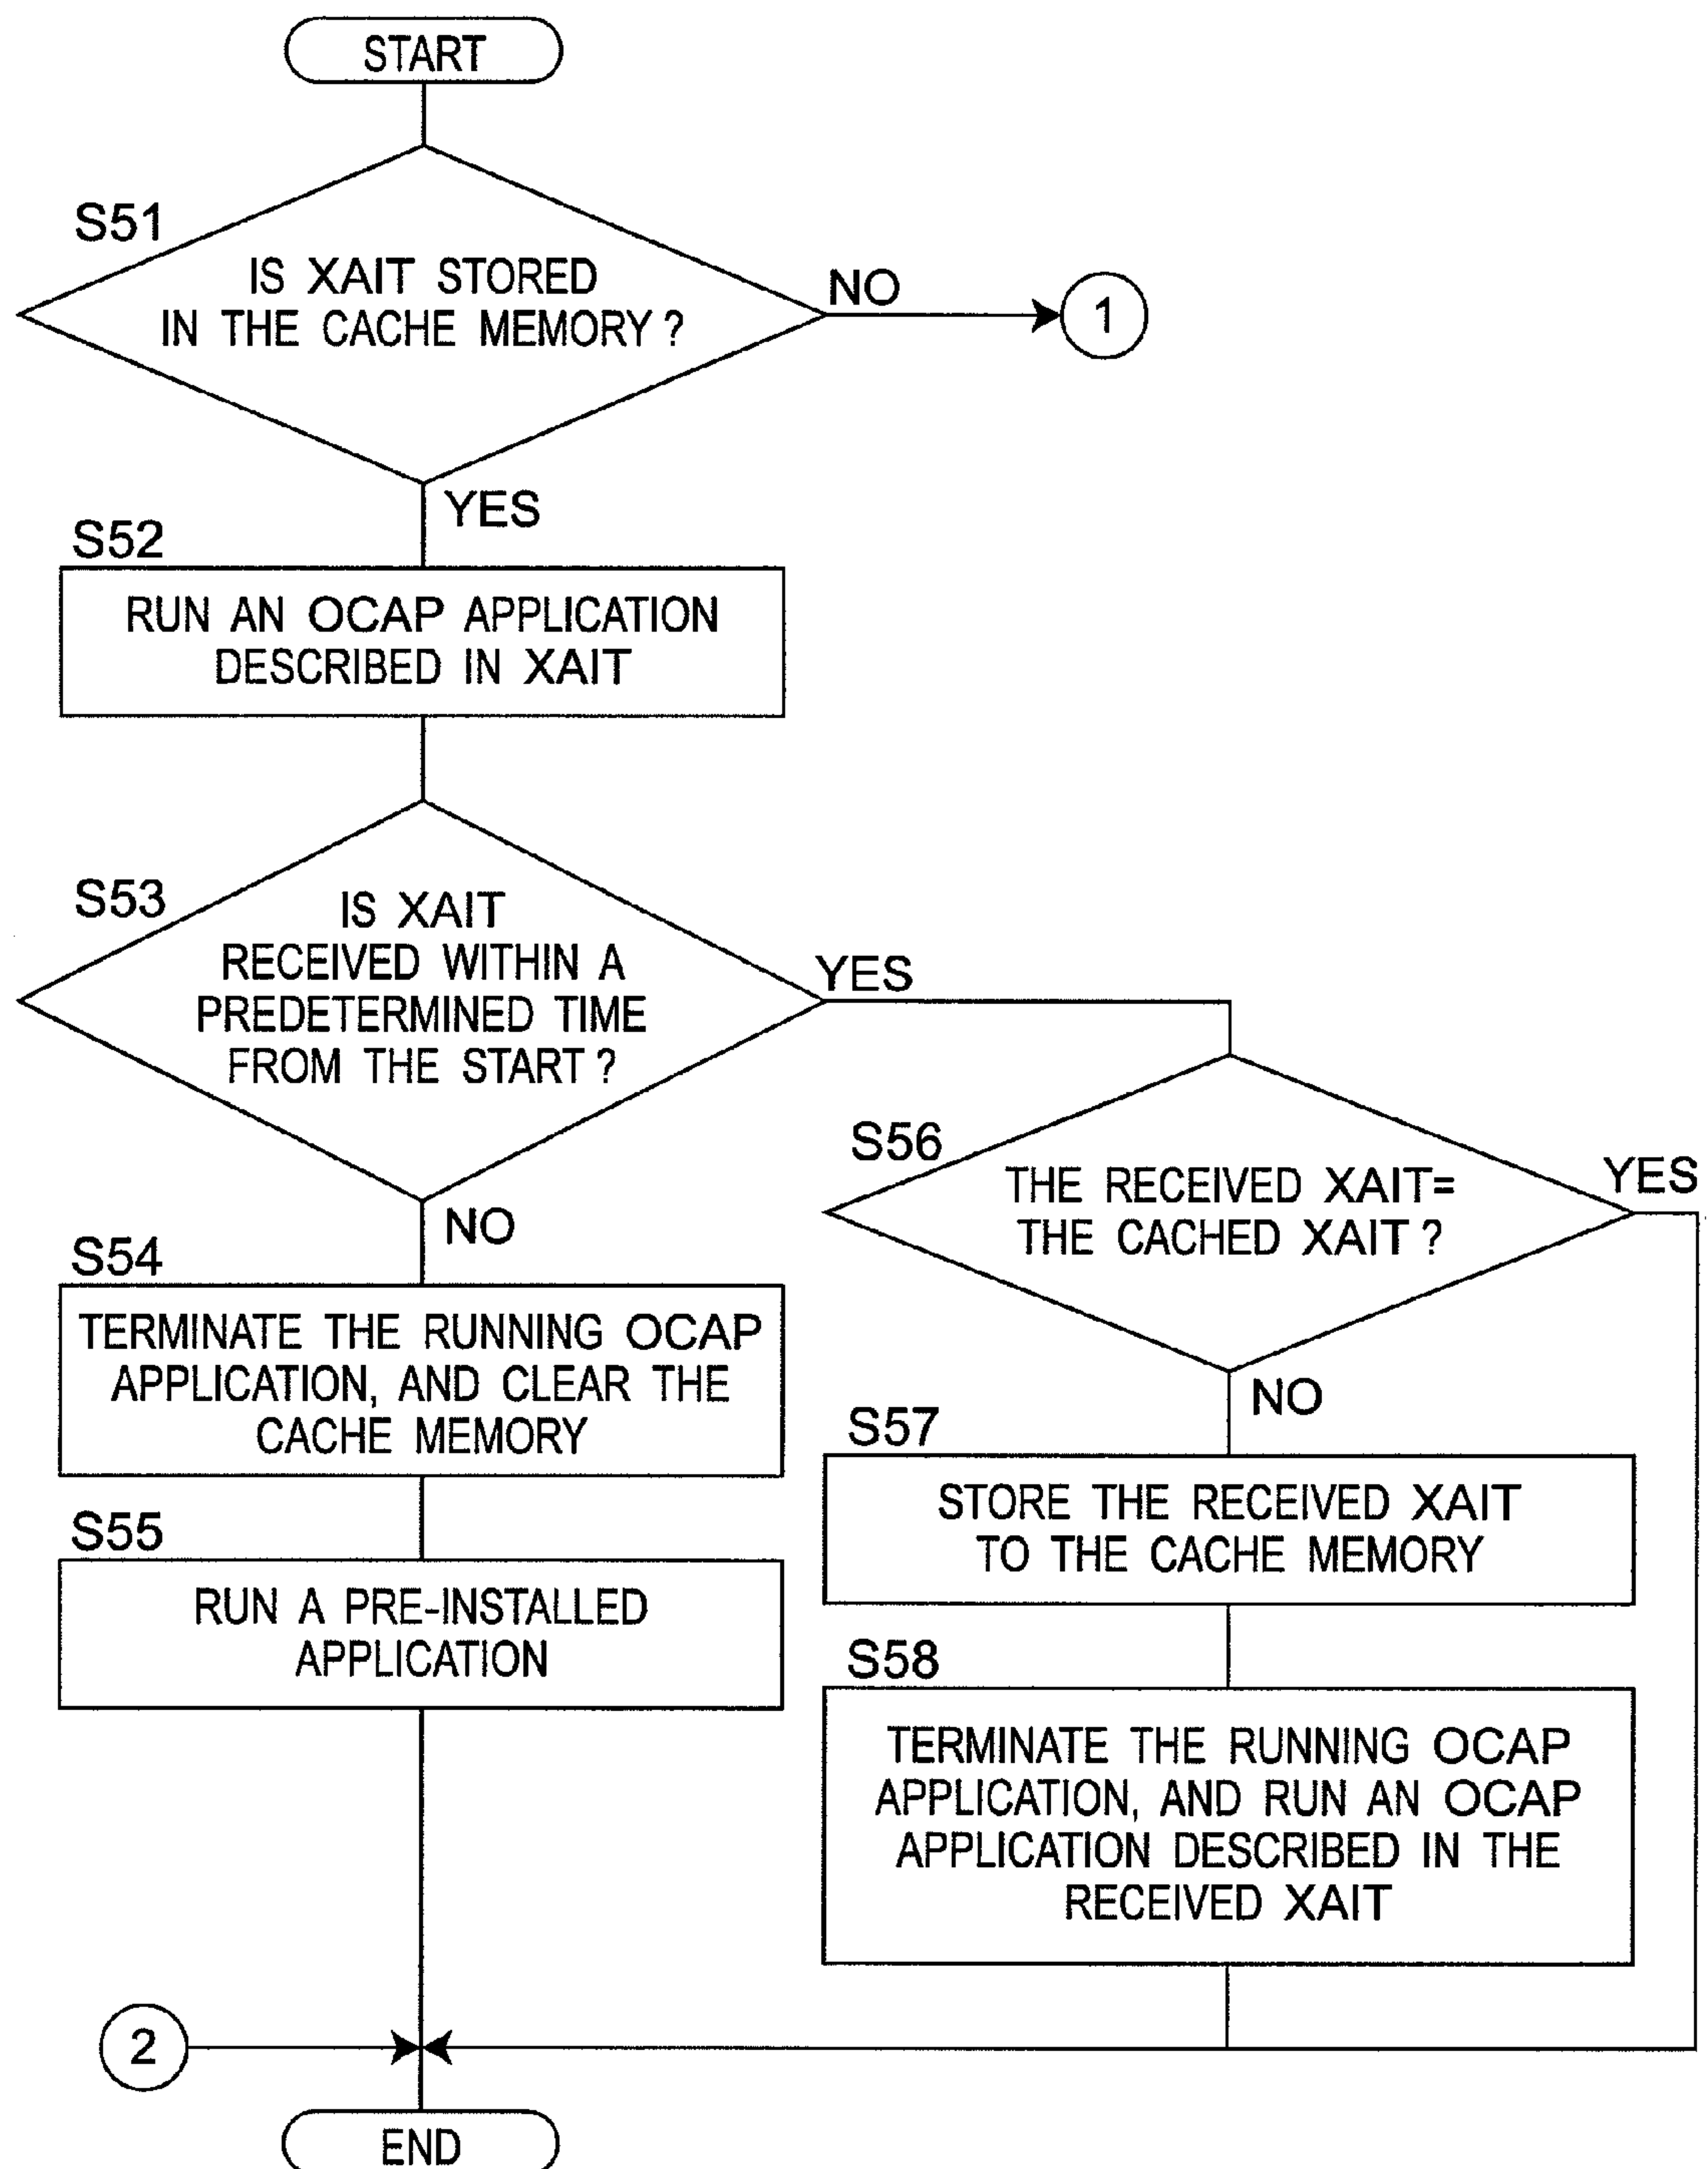 START
S51
IS XAIT STORED
IN THE CACHE MEMORY ?
NO
1
YES
S52
RUN AN OCAP APPLICATION
DESCRIBED IN XAIT
S53
IS XAIT
RECEIVED WITHIN A
PREDETERMINED TIME
FROM THE START ?
YES
NO
S54
TERMINATE THE RUNNING OCAP
APPLICATION, AND CLEAR THE
CACHE MEMORY
S55
RUN A PRE-INSTALLED
APPLICATION
S56
THE RECEIVED XAIT=
THE CACHED XAIT ?
YES
NO
S57
STORE THE RECEIVED XAIT
TO THE CACHE MEMORY
S58
TERMINATE THE RUNNING OCAP
APPLICATION, AND RUN AN OCAP
APPLICATION DESCRIBED IN THE
RECEIVED XAIT
2
END